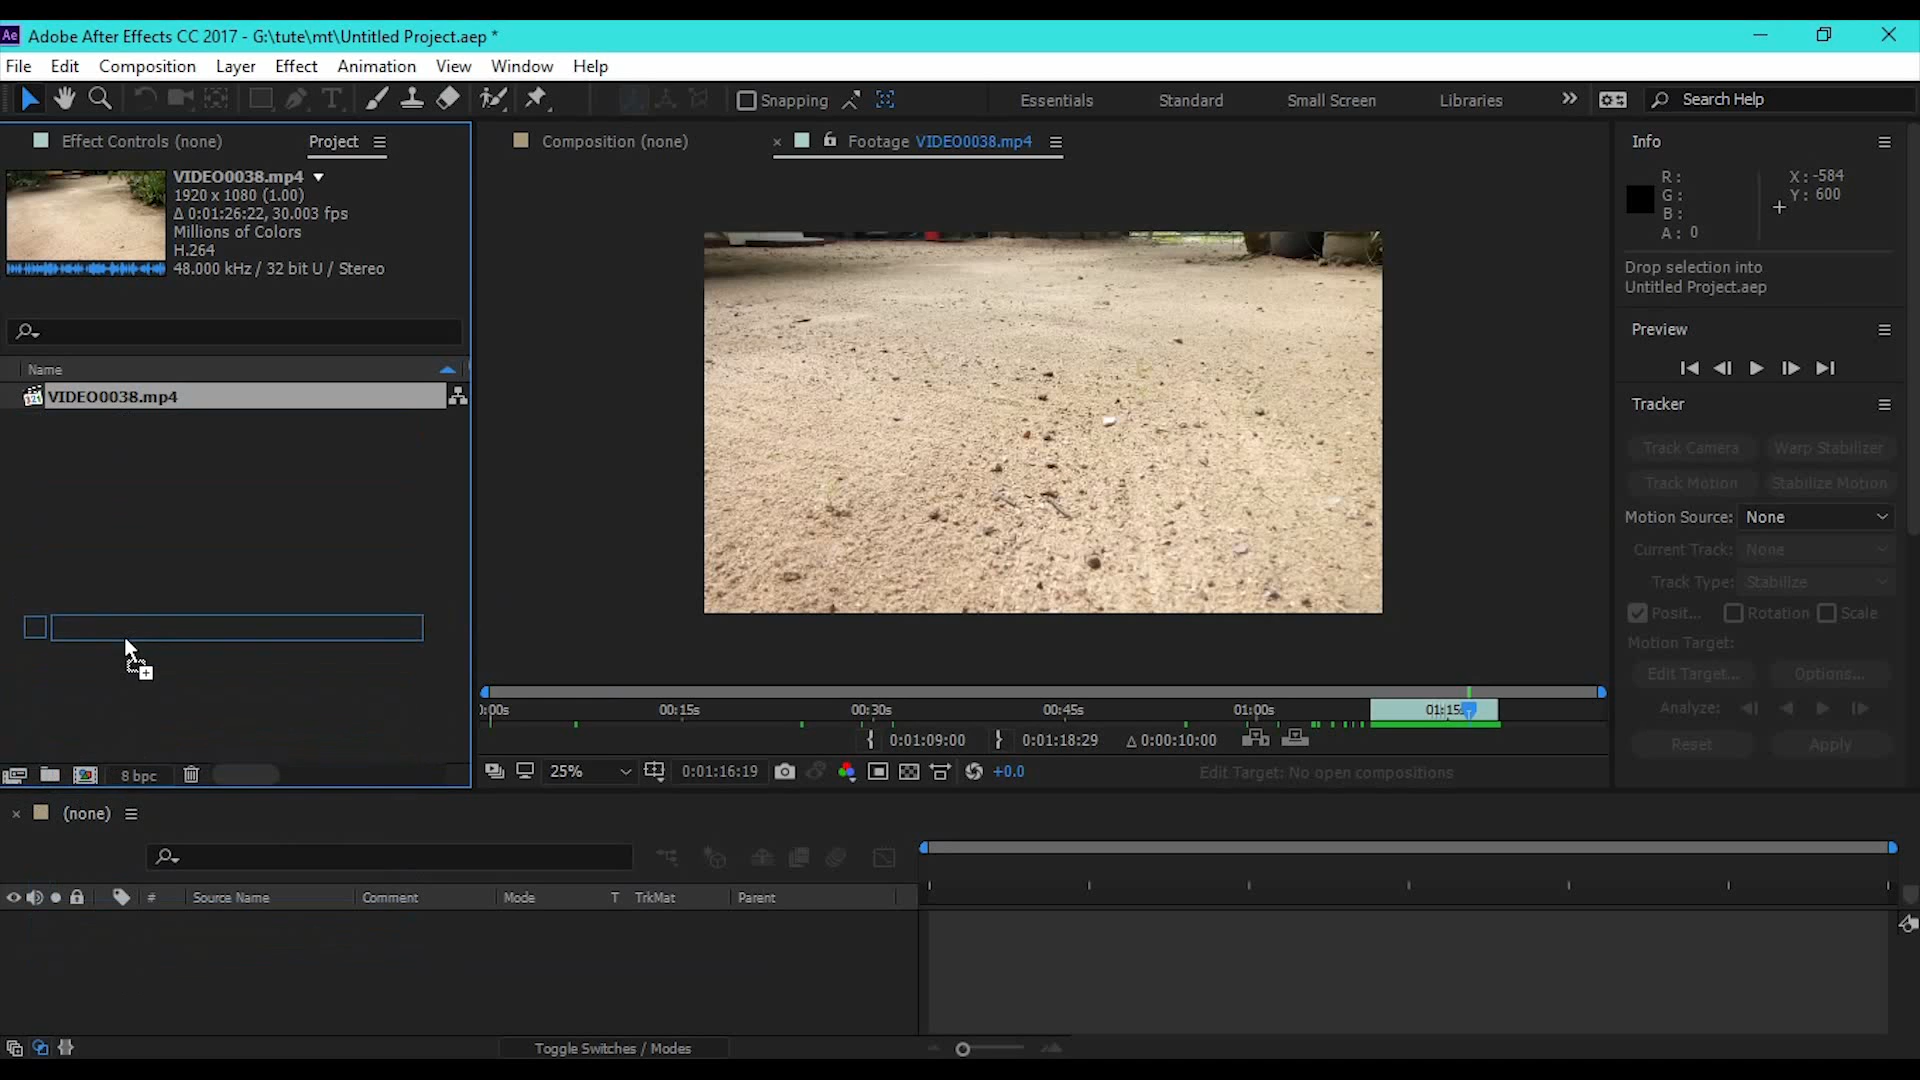 Ae Adobe After Effects CC 2017 - G:\tute\mt\Untitled Project.aep *
File Edit Composition Layer Effect Animation View Window Help
Snapping Essentials Standard Small Screen Libraries Search Help
Effect Controls (none) Project
VIDEO0038.mp4
1920 x 1080 (1.00)
Δ 0:01:26:22, 30.003 fps
Millions of Colors
H.264
48.000 kHz / 32 bit U / Stereo
Name
VIDEO0038.mp4
8 bpc
Composition (none) Footage VIDEO0038.mp4
00:15s 00:30s 00:45s 01:00s 01:15s
0:01:09:00 0:01:18:29 Δ 0:00:10:00
25% 0:01:16:19 +0.0 Edit Target: No open compositions
Info
R: X: -584
G: Y: 600
B:
A: 0
Drop selection into
Untitled Project.aep
Preview
Tracker
Track Camera Warp Stabilizer
Track Motion Stabilize Motion
Motion Source: None
Current Track: None
Track Type: Stabilize
Posit... Rotation Scale
Motion Target:
Edit Target... Options...
Analyze:
Reset Apply
(none)
# Source Name Comment Mode T TrkMat Parent
Toggle Switches / Modes